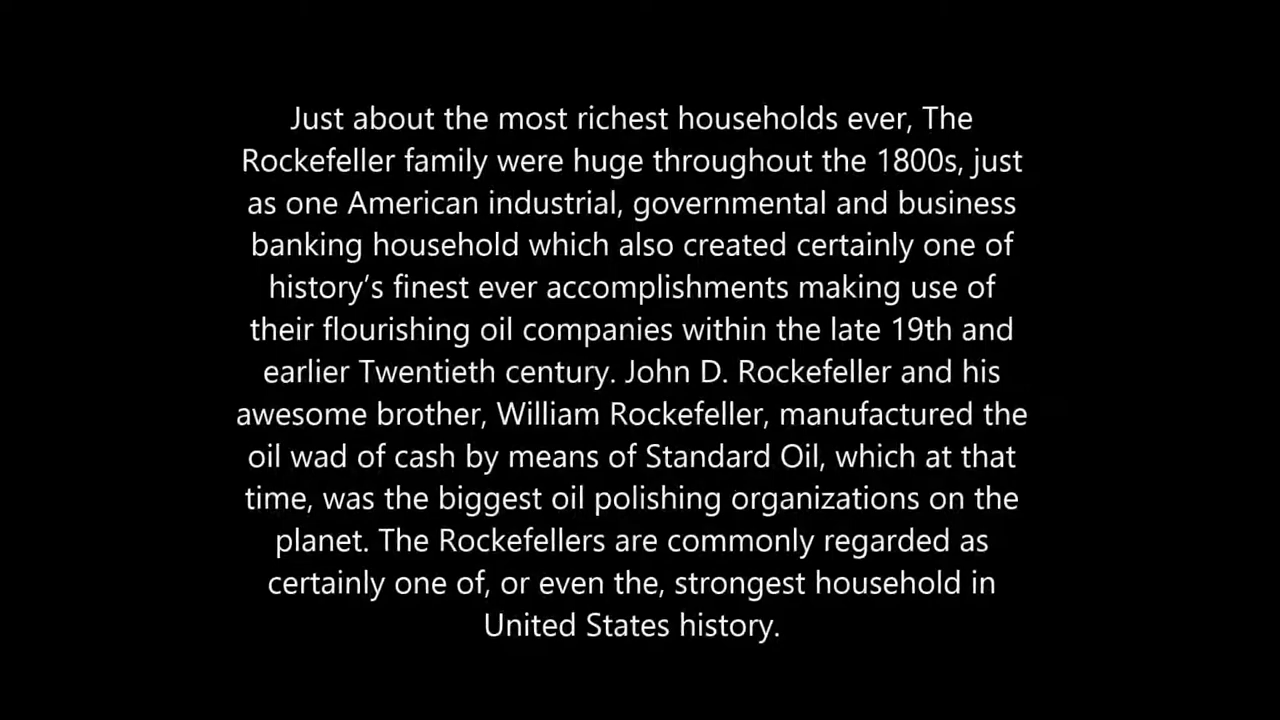 Just about the most richest households ever, The
Rockefeller family were huge throughout the 1800s, just
as one American industrial, governmental and business
banking household which also created certainly one of
history’s finest ever accomplishments making use of
their flourishing oil companies within the late 19th and
earlier Twentieth century. John D. Rockefeller and his
awesome brother, William Rockefeller, manufactured the
oil wad of cash by means of Standard Oil, which at that
time, was the biggest oil polishing organizations on the
planet. The Rockefellers are commonly regarded as
certainly one of, or even the, strongest household in
United States history.